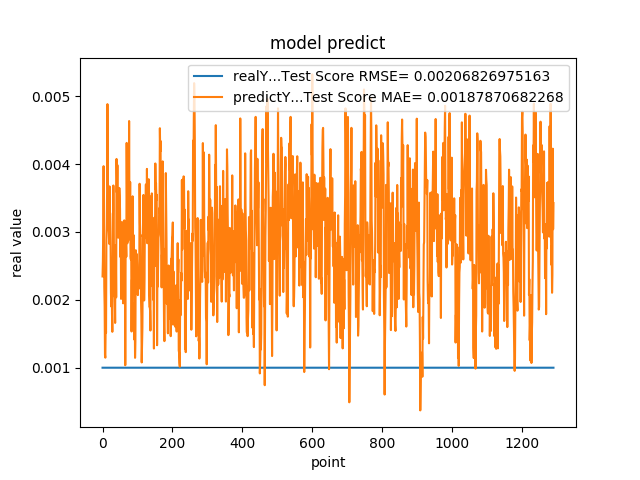 model predict
realY...Test Score RMSE= 0.00206826975163
predictY...Test Score MAE= 0.00187870682268
0.005
0.004
0.003
0.002
0.001
real value
0 200 400 600 800 1000 1200
point